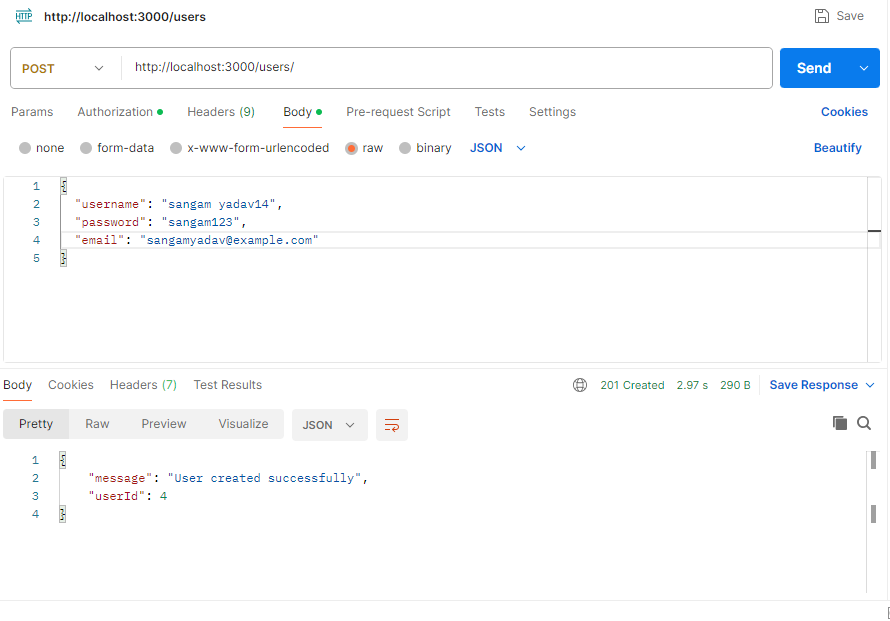 HTTP http://localhost:3000/users Save
POST http://localhost:3000/users/ Send
Params Authorization Headers (9) Body Pre-request Script Tests Settings Cookies
none form-data x-www-form-urlencoded raw binary JSON Beautify
1 {
2 "username": "sangam yadav14",
3 "password": "sangam123",
4 "email": "sangamyadav@example.com"
5 }
Body Cookies Headers (7) Test Results 201 Created 2.97 s 290 B Save Response
Pretty Raw Preview Visualize JSON
1 {
2 "message": "User created successfully",
3 "userId": 4
4 }